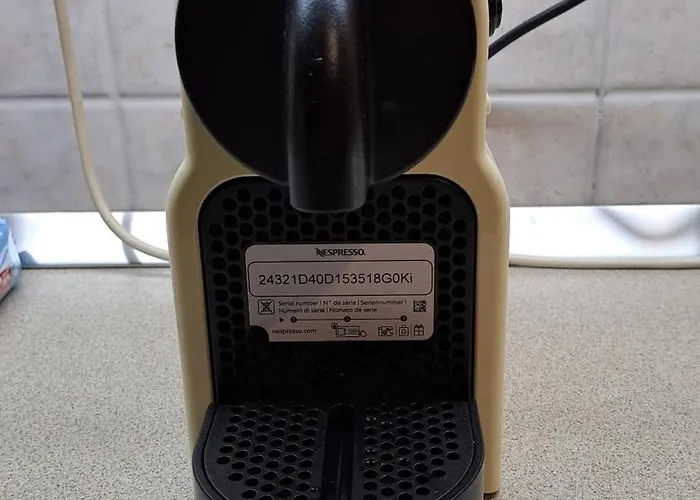 NESPRESSO.
24321D40D153518G0Ki
Serial number | N° de série | Seriennummer |
Numero di serie | Número de serie
nespresso.com